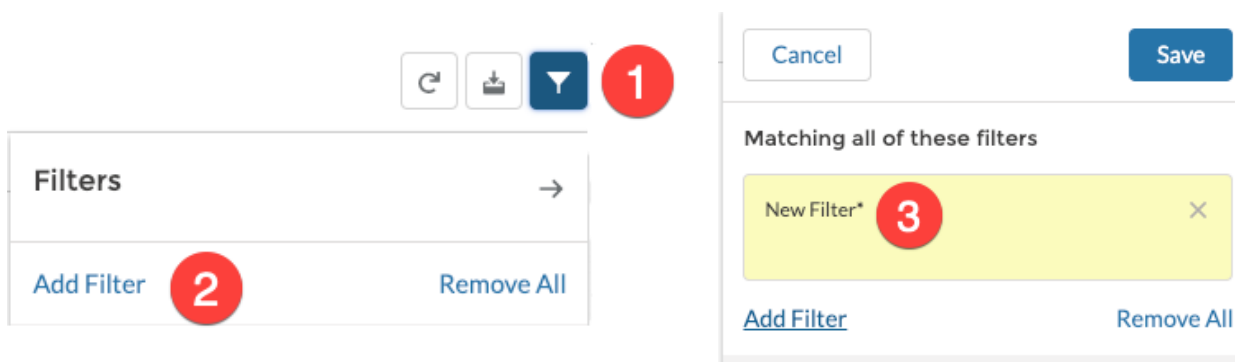 1
Filters
Add Filter 2 Remove All
Cancel Save
Matching all of these filters
New Filter* 3
Add Filter Remove All